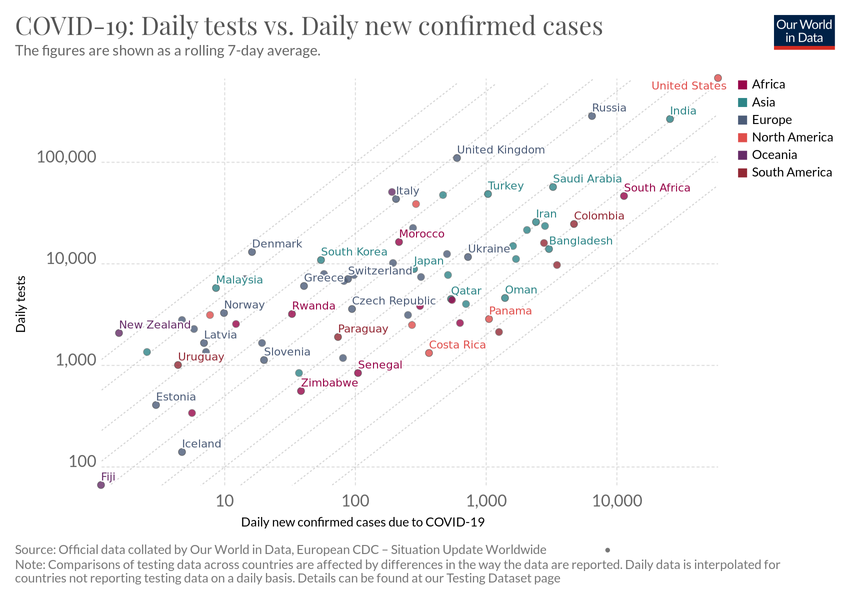 COVID-19: Daily tests vs. Daily new confirmed cases
The figures are shown as a rolling 7-day average.
Our World
in Data
United States
Africa
Asia
Europe
North America
Oceania
South America
Russia
India
100,000
United Kingdom
Italy
Turkey
Saudi Arabia
South Africa
Iran
Colombia
Morocco
Denmark
South Korea
Ukraine
Bangladesh
10,000
Switzerland
Japan
Malaysia
Greece
Qatar
Oman
Norway
Rwanda
Czech Republic
Panama
New Zealand
Latvia
Paraguay
Daily tests
Slovenia
Costa Rica
Uruguay
1,000
Senegal
Zimbabwe
Estonia
Iceland
100
Fiji
10
100
1,000
10,000
Daily new confirmed cases due to COVID-19
Source: Official data collated by Our World in Data, European CDC – Situation Update Worldwide
Note: Comparisons of testing data across countries are affected by differences in the way the data are reported. Daily data is interpolated for
countries not reporting testing data on a daily basis. Details can be found at our Testing Dataset page